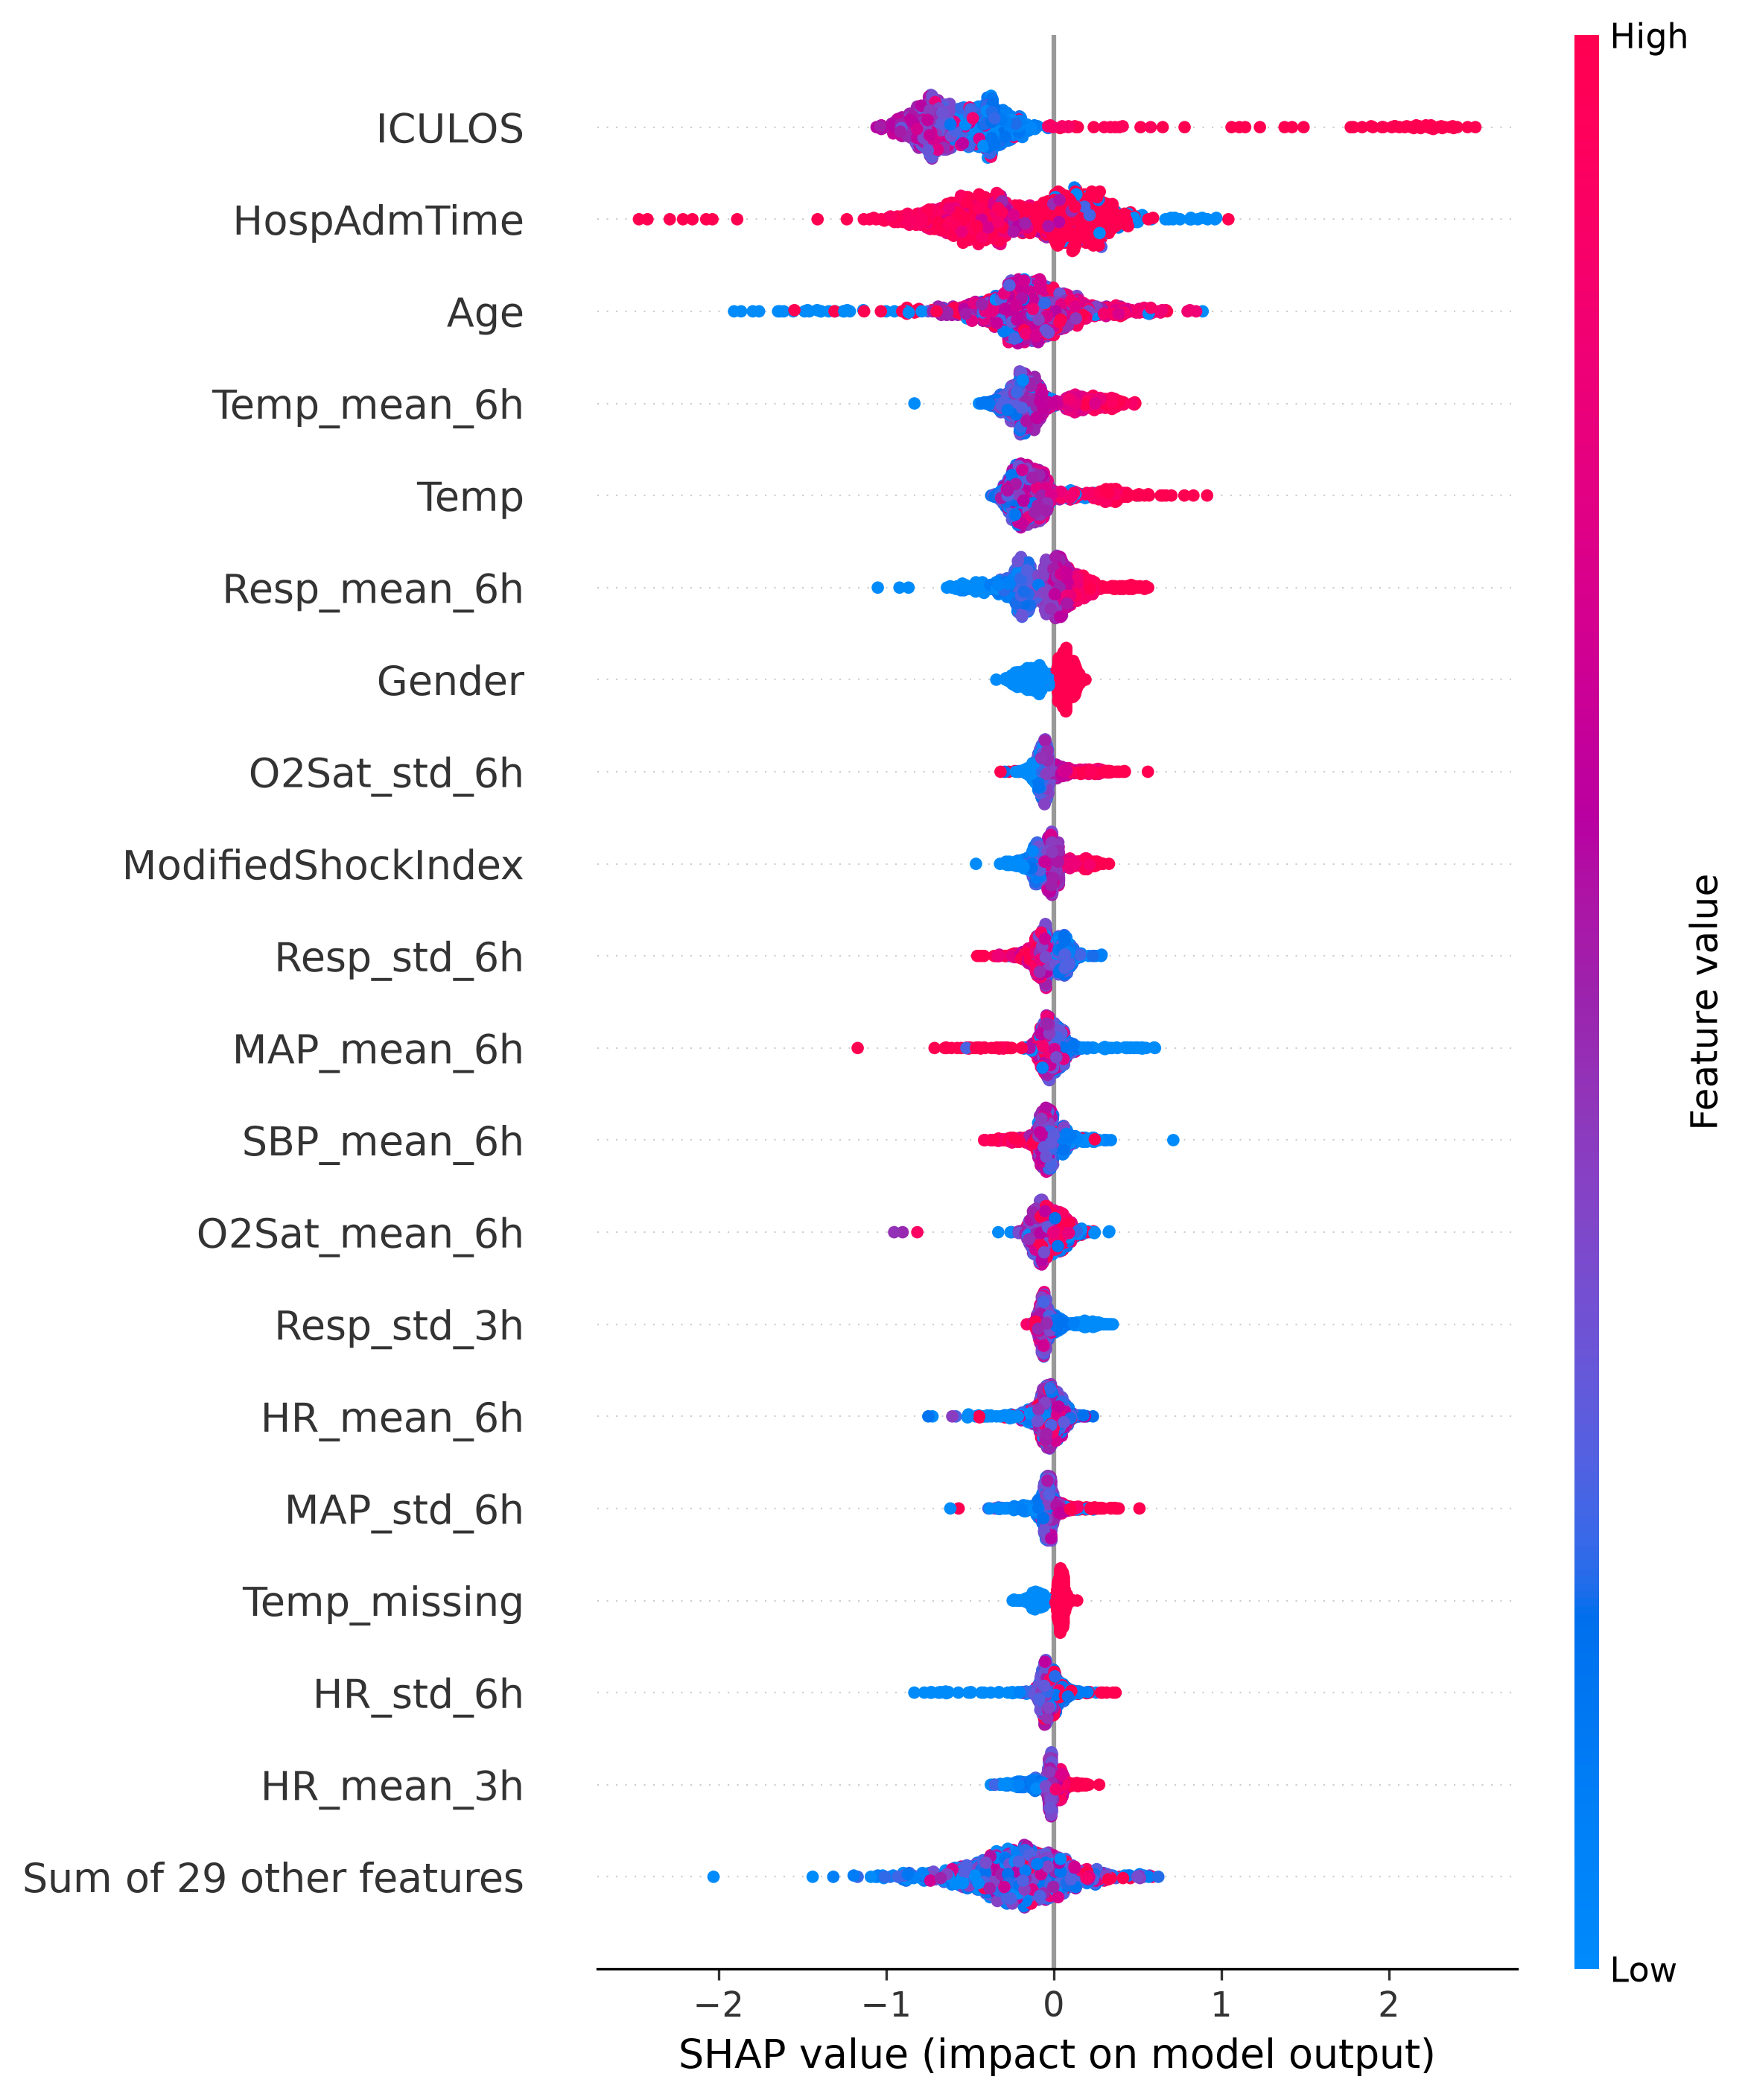 High
ICULOS
HospAdmTime
Age
Temp_mean_6h
Temp
Resp_mean_6h
Gender
O2Sat_std_6h
ModifiedShockIndex
Resp_std_6h
MAP_mean_6h
SBP_mean_6h
O2Sat_mean_6h
Resp_std_3h
HR_mean_6h
MAP_std_6h
Temp_missing
HR_std_6h
HR_mean_3h
Sum of 29 other features
Feature value
Low
−2 −1 0 1 2
SHAP value (impact on model output)